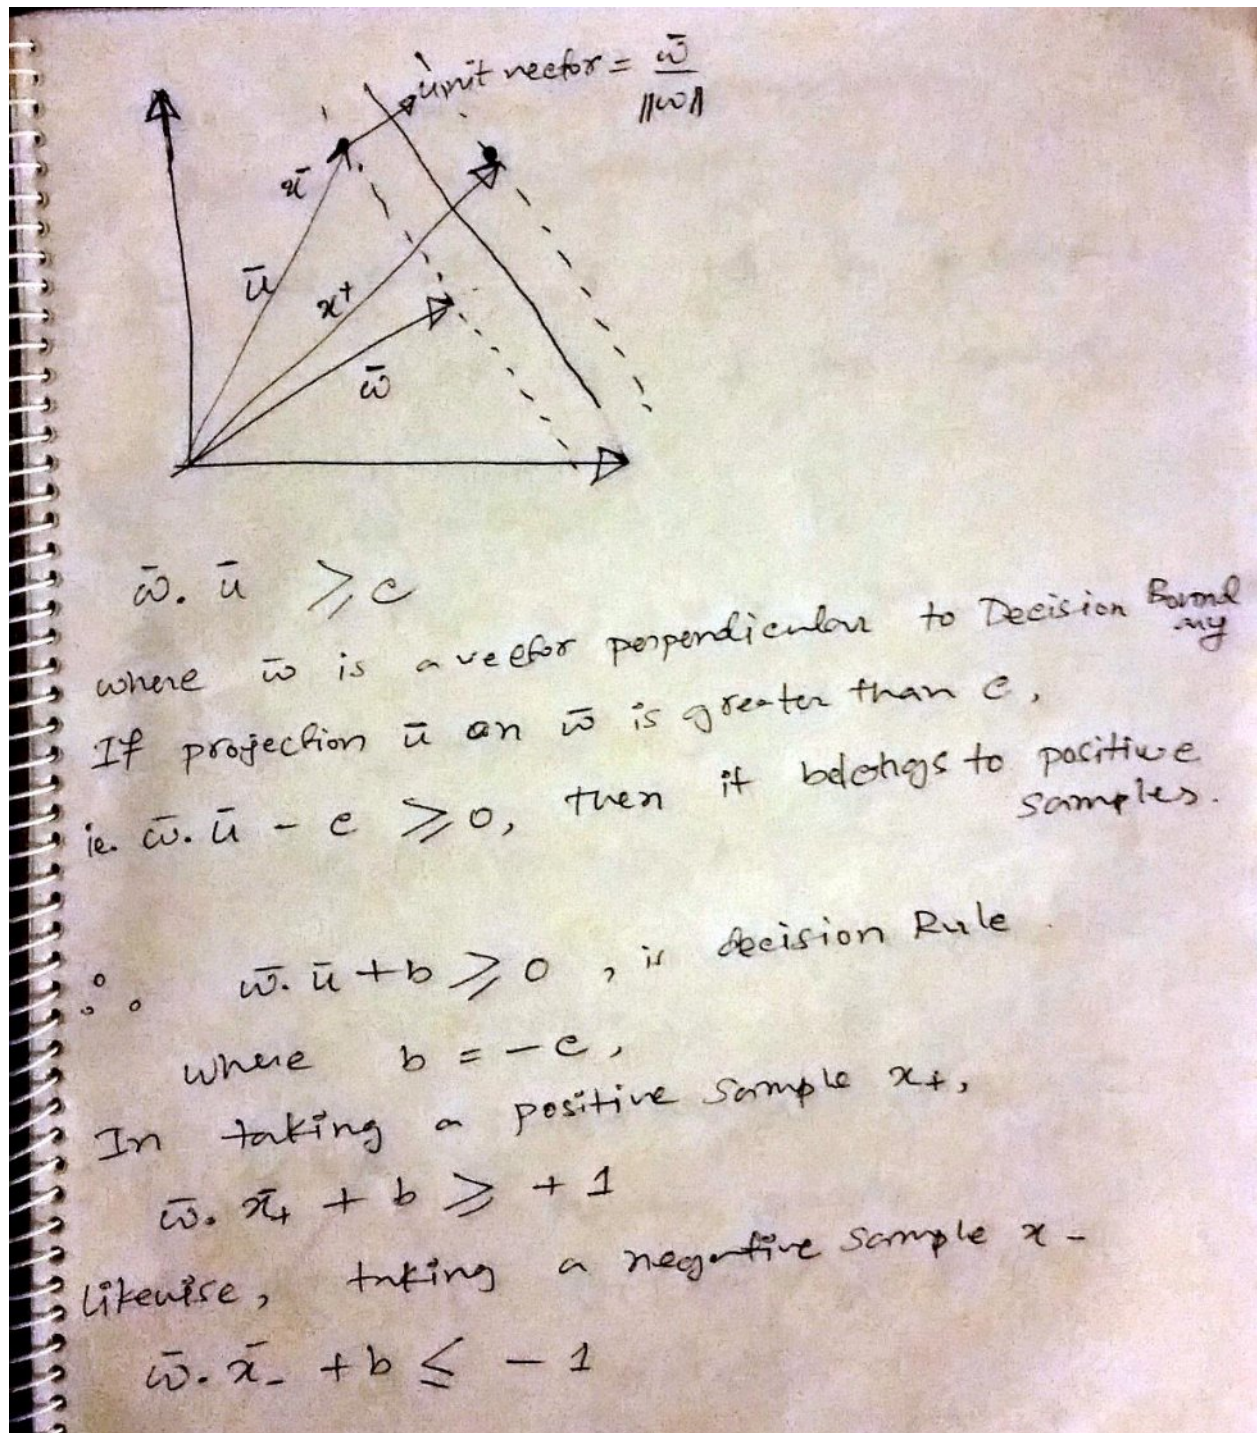 unit vector = w̄ / ||w||
x̄
ū
x+
w̄
w̄. ū ⩾ c
where w̄ is a vector perpendicular to Decision Boundary
If projection ū on w̄ is greater than c,
ie. w̄. ū - c ⩾ 0, then it belongs to positive
samples.
∴ w̄. ū + b ⩾ 0 , is decision Rule
where b = - c ,
In taking a positive sample x+,
w̄. x̄+ + b ⩾ + 1
likewise, taking a negative sample x-
w̄. x̄- + b ≤ - 1